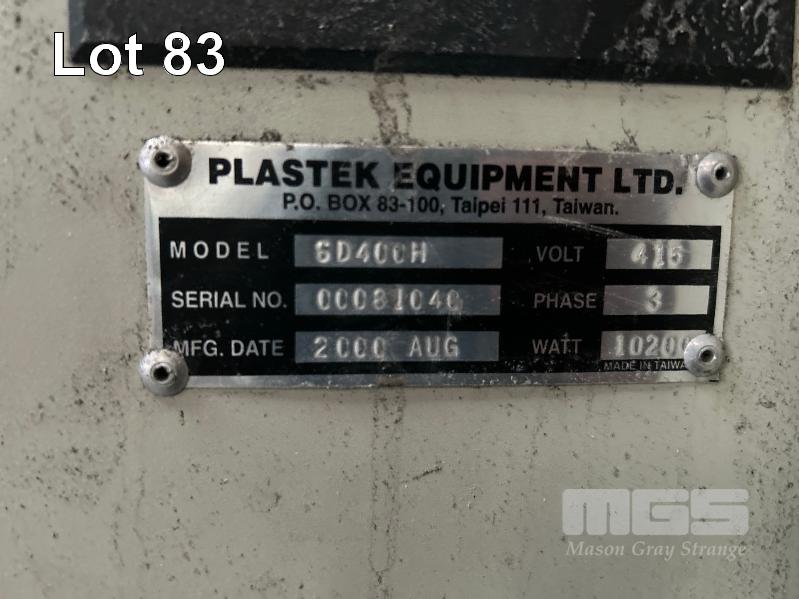 Lot 83
PLASTEK EQUIPMENT LTD.
P.O. BOX 83-100, Taipei 111, Taiwan.
MODEL 6D400H VOLT 415
SERIAL NO. 00081040 PHASE 3
MFG. DATE 2000 AUG WATT 10200
MADE IN TAIWAN
MGS
Mason Gray Strange